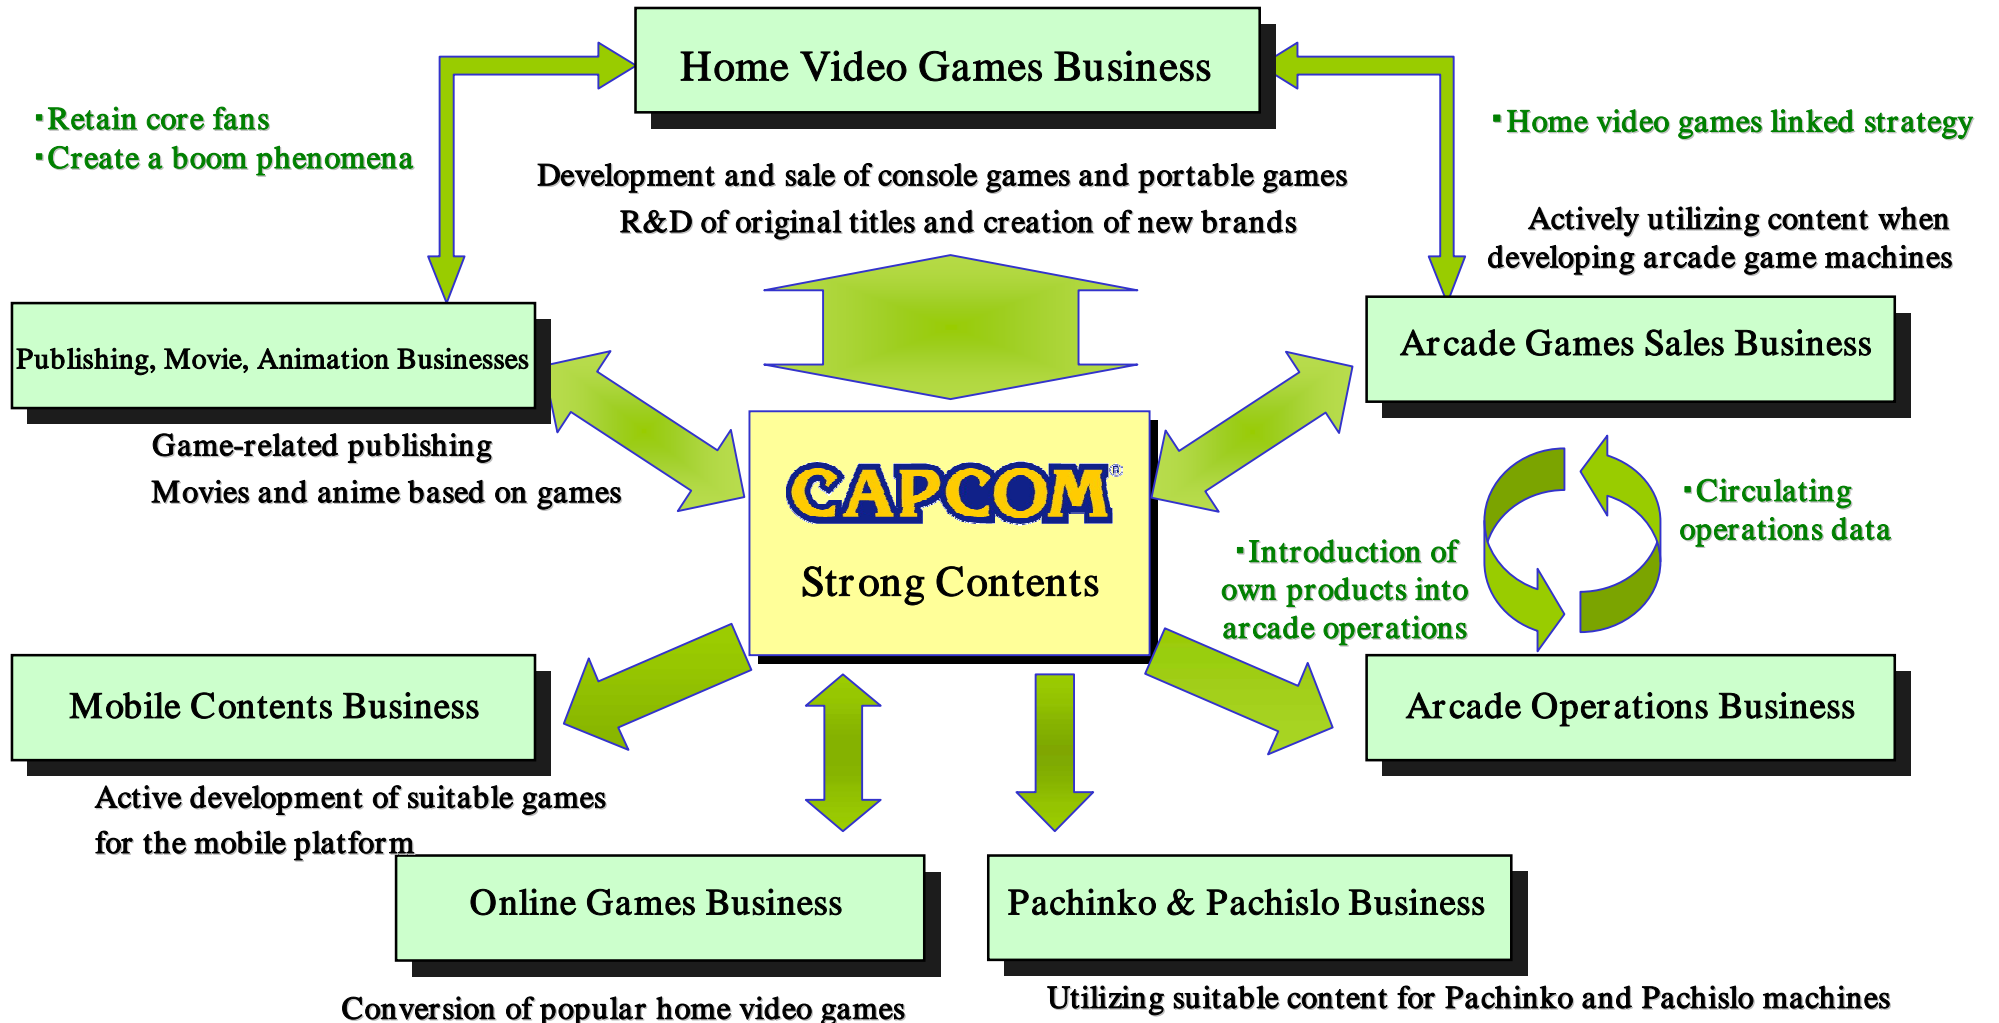 Home Video Games Business
・Retain core fans
・Create a boom phenomena
・Home video games linked strategy
Development and sale of console games and portable games
R&D of original titles and creation of new brands
Actively utilizing content when
developing arcade game machines
Publishing, Movie, Animation Businesses
Arcade Games Sales Business
Game-related publishing
Movies and anime based on games
CAPCOM®
Strong Contents
・Circulating
operations data
・Introduction of
own products into
arcade operations
Mobile Contents Business
Arcade Operations Business
Active development of suitable games
for the mobile platform
Online Games Business
Pachinko & Pachislo Business
Conversion of popular home video games
Utilizing suitable content for Pachinko and Pachislo machines